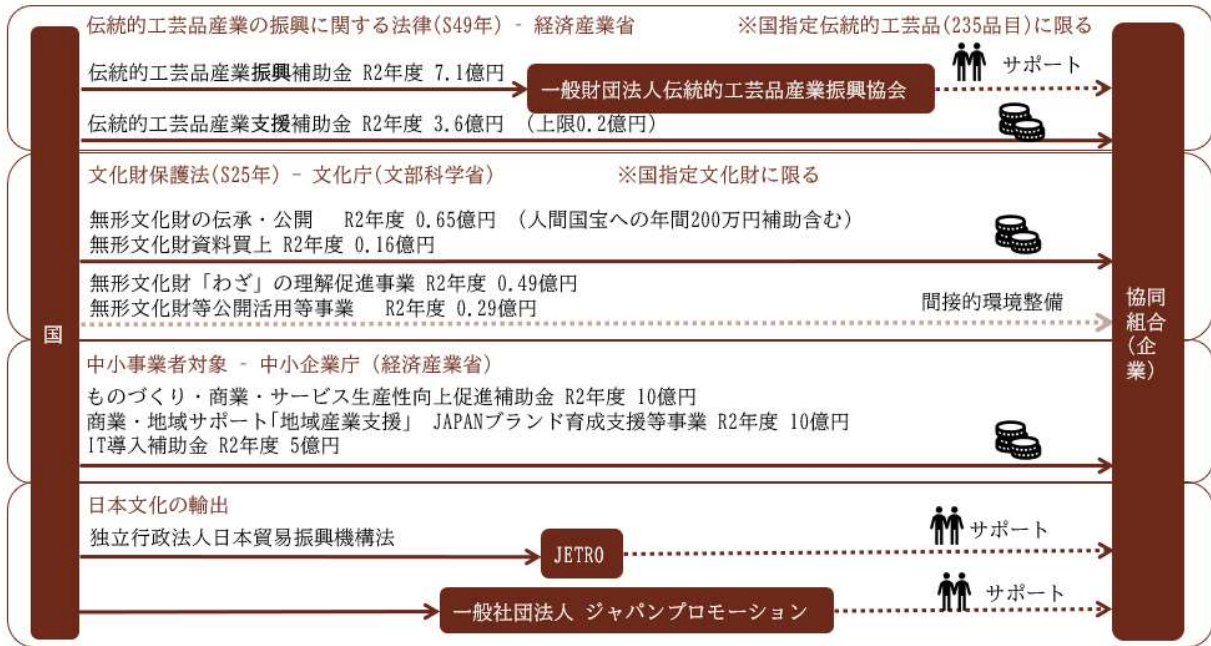 伝統的工芸品産業の振興に関する法律(S49年) - 経済産業省 ※国指定伝統的工芸品(235品目)に限る
伝統的工芸品産業振興補助金 R2年度 7.1億円
一般財団法人伝統的工芸品産業振興協会
サポート
伝統的工芸品産業支援補助金 R2年度 3.6億円 (上限0.2億円)
文化財保護法(S25年) - 文化庁(文部科学省) ※国指定文化財に限る
無形文化財の伝承・公開 R2年度 0.65億円 (人間国宝への年間200万円補助含む)
無形文化財資料買上 R2年度 0.16億円
無形文化財「わざ」の理解促進事業 R2年度 0.49億円
無形文化財等公開活用等事業 R2年度 0.29億円
間接的環境整備
国
協同
組合
(企
業)
中小事業者対象 - 中小企業庁 (経済産業省)
ものづくり・商業・サービス生産性向上促進補助金 R2年度 10億円
商業・地域サポート「地域産業支援」 JAPANブランド育成支援等事業 R2年度 10億円
IT導入補助金 R2年度 5億円
日本文化の輸出
独立行政法人日本貿易振興機構法
JETRO
サポート
一般社団法人 ジャパンプロモーション
サポート